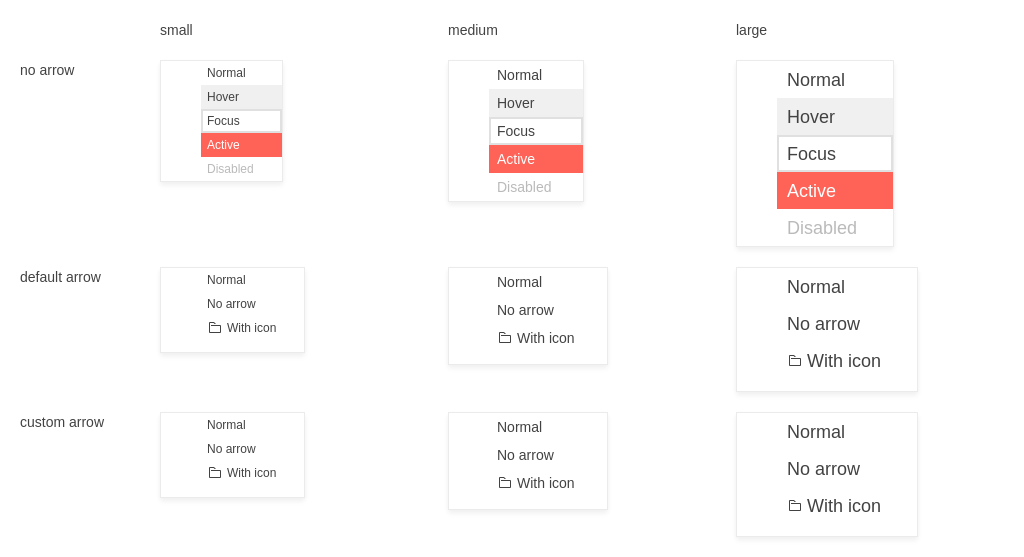 small
medium
large
no arrow
Normal
Hover
Focus
Active
Disabled
Normal
Hover
Focus
Active
Disabled
Normal
Hover
Focus
Active
Disabled
default arrow
Normal
No arrow
With icon
Normal
No arrow
With icon
Normal
No arrow
With icon
custom arrow
Normal
No arrow
With icon
Normal
No arrow
With icon
Normal
No arrow
With icon